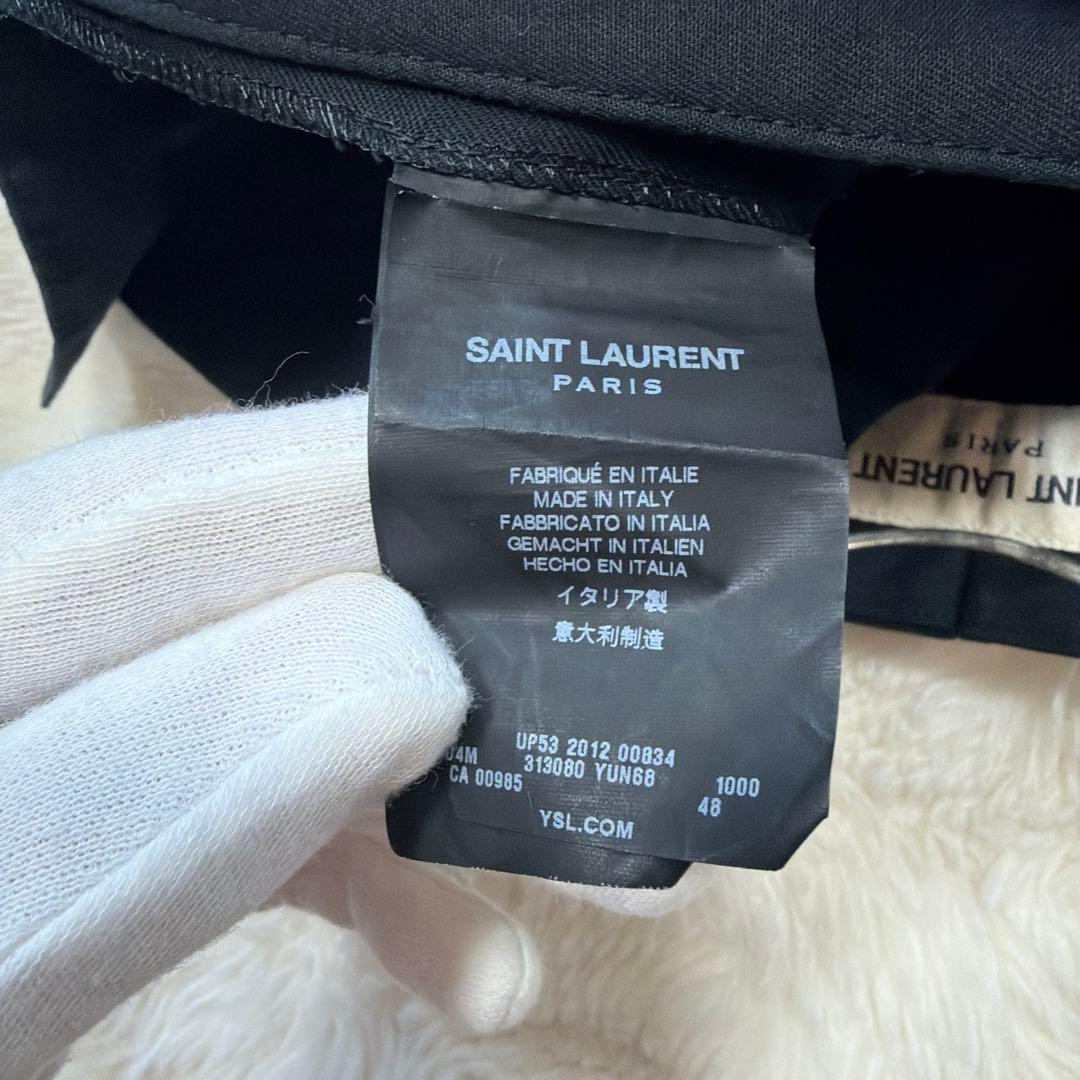 SAINT LAURENT
PARIS
FABRIQUÉ EN ITALIE
MADE IN ITALY
FABBRICATO IN ITALIA
GEMACHT IN ITALIEN
HECHO EN ITALIA
イタリア製
意大利制造
UP53 2012 00834
313080 YUN68 1000
CA 00985 48
YSL.COM
LAURENT
PARIS